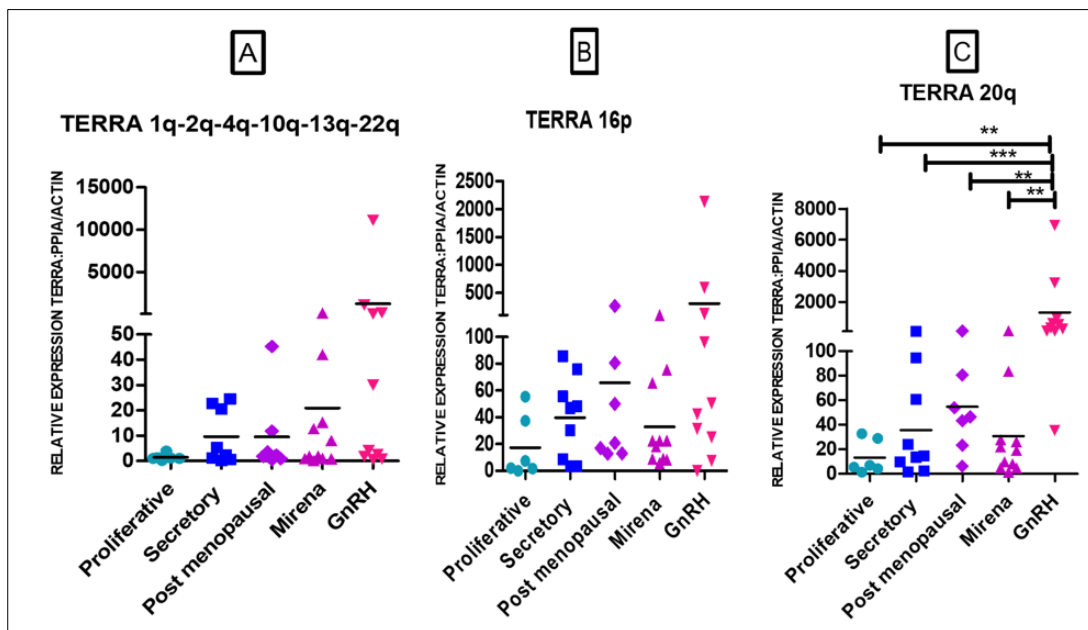 A
TERRA 1q-2q-4q-10q-13q-22q
RELATIVE EXPRESSION TERRA:PPIA/ACTIN
15000
10000
5000
50
40
30
20
10
0
Proliferative
Secretory
Post menopausal
Mirena
GnRH
B
TERRA 16p
RELATIVE EXPRESSION TERRA:PPIA/ACTIN
2500
2000
1500
1000
500
100
80
60
40
20
0
Proliferative
Secretory
Post menopausal
Mirena
GnRH
C
TERRA 20q
**
***
**
**
RELATIVE EXPRESSION TERRA:PPIA/ACTIN
8000
6000
4000
2000
100
80
60
40
20
0
Proliferative
Secretory
Post menopausal
Mirena
GnRH